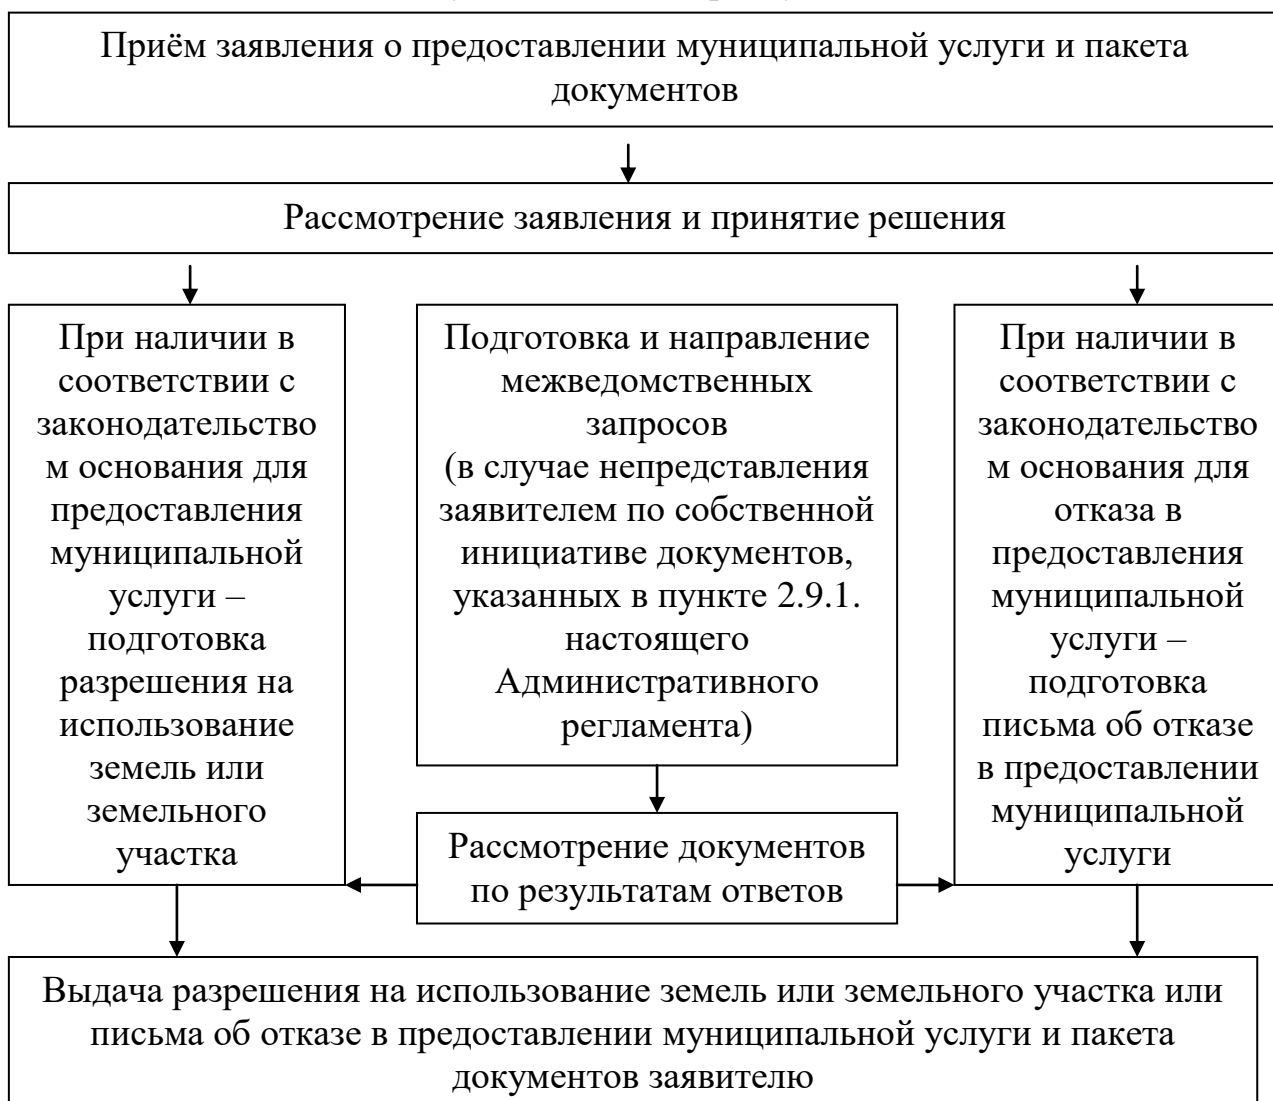 Приём заявления о предоставлении муниципальной услуги и пакета
документов
Рассмотрение заявления и принятие решения
При наличии в
соответствии с
законодательство
м основания для
предоставления
муниципальной
услуги –
подготовка
разрешения на
использование
земель или
земельного
участка
Подготовка и направление
межведомственных
запросов
(в случае непредставления
заявителем по собственной
инициативе документов,
указанных в пункте 2.9.1.
настоящего
Административного
регламента)
При наличии в
соответствии с
законодательство
м основания для
отказа в
предоставления
муниципальной
услуги –
подготовка
письма об отказе
в предоставлении
муниципальной
услуги
Рассмотрение документов
по результатам ответов
Выдача разрешения на использование земель или земельного участка или
письма об отказе в предоставлении муниципальной услуги и пакета
документов заявителю